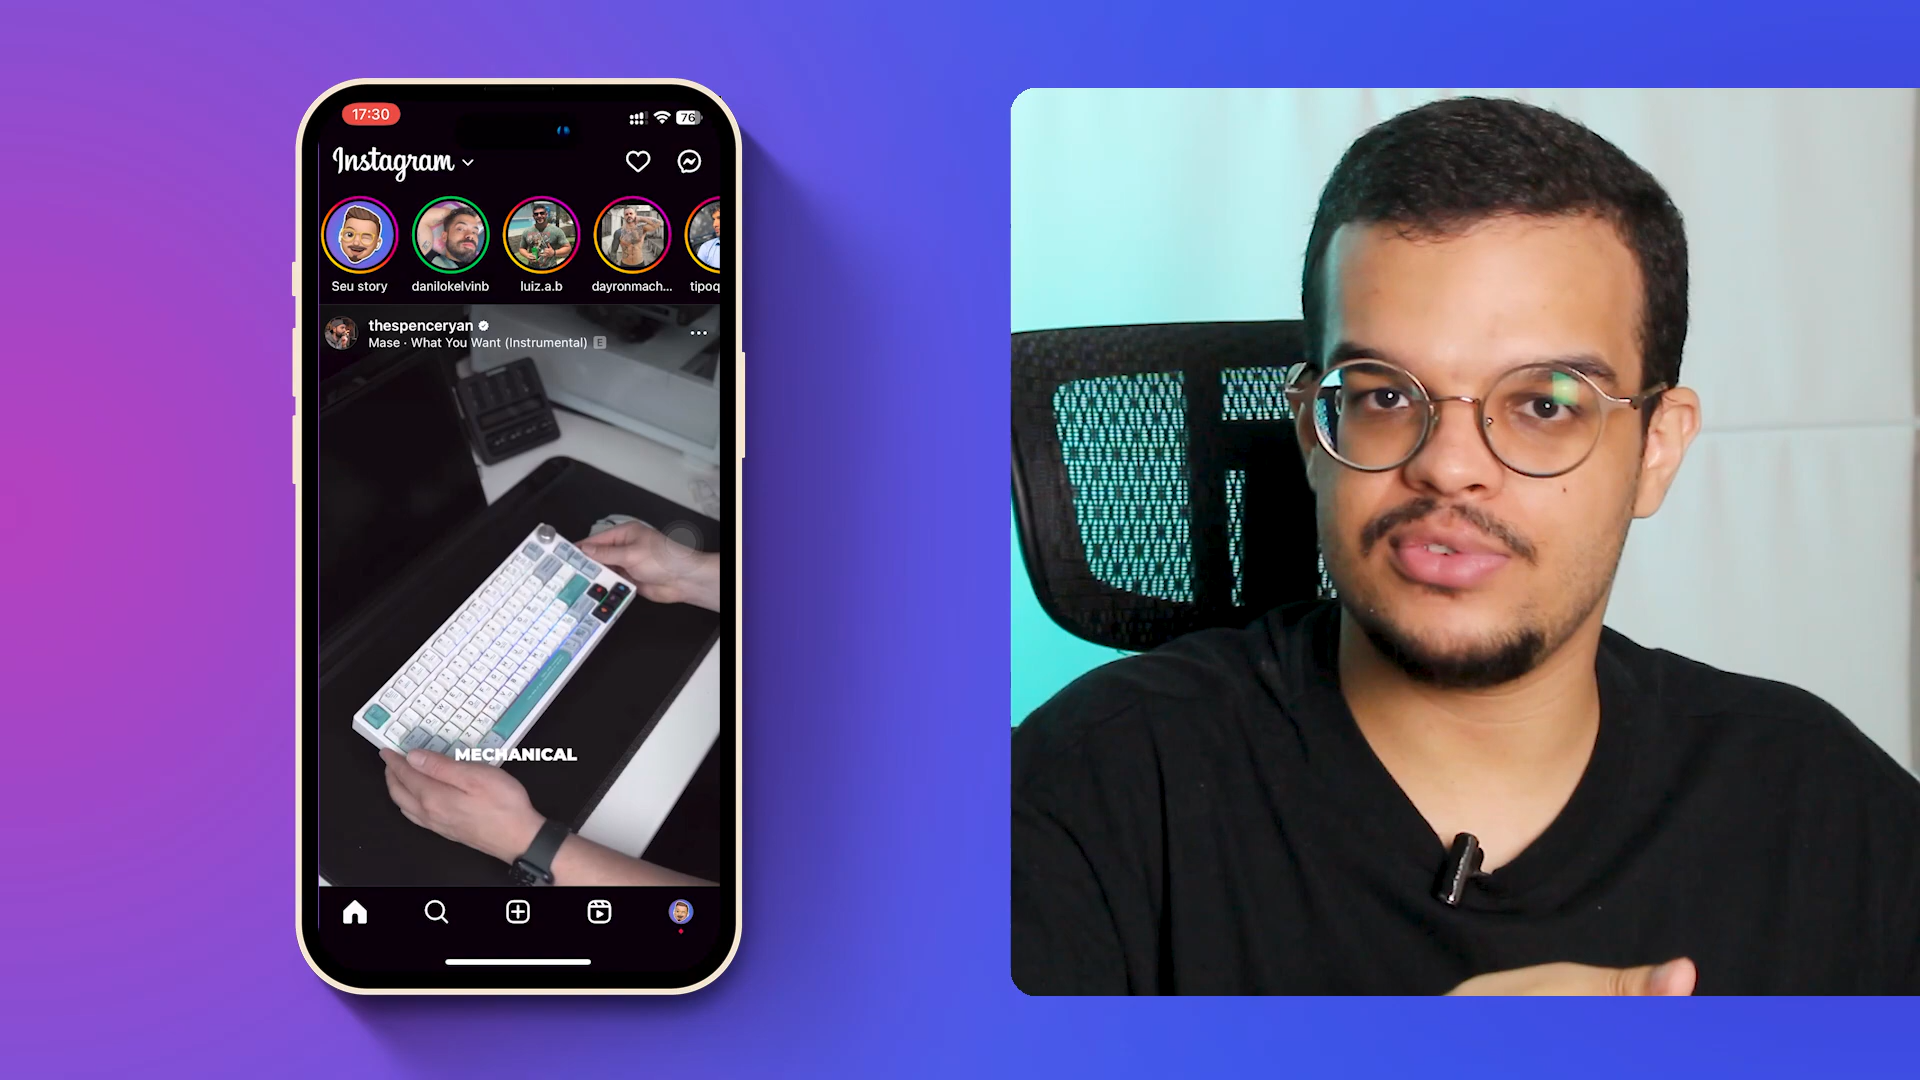 17:30
76
Instagram
Seu story
danilokelvinb
luiz.a.b
dayronmach...
tipoq
thespenceryan
Mase · What You Want (Instrumental) E
MECHANICAL